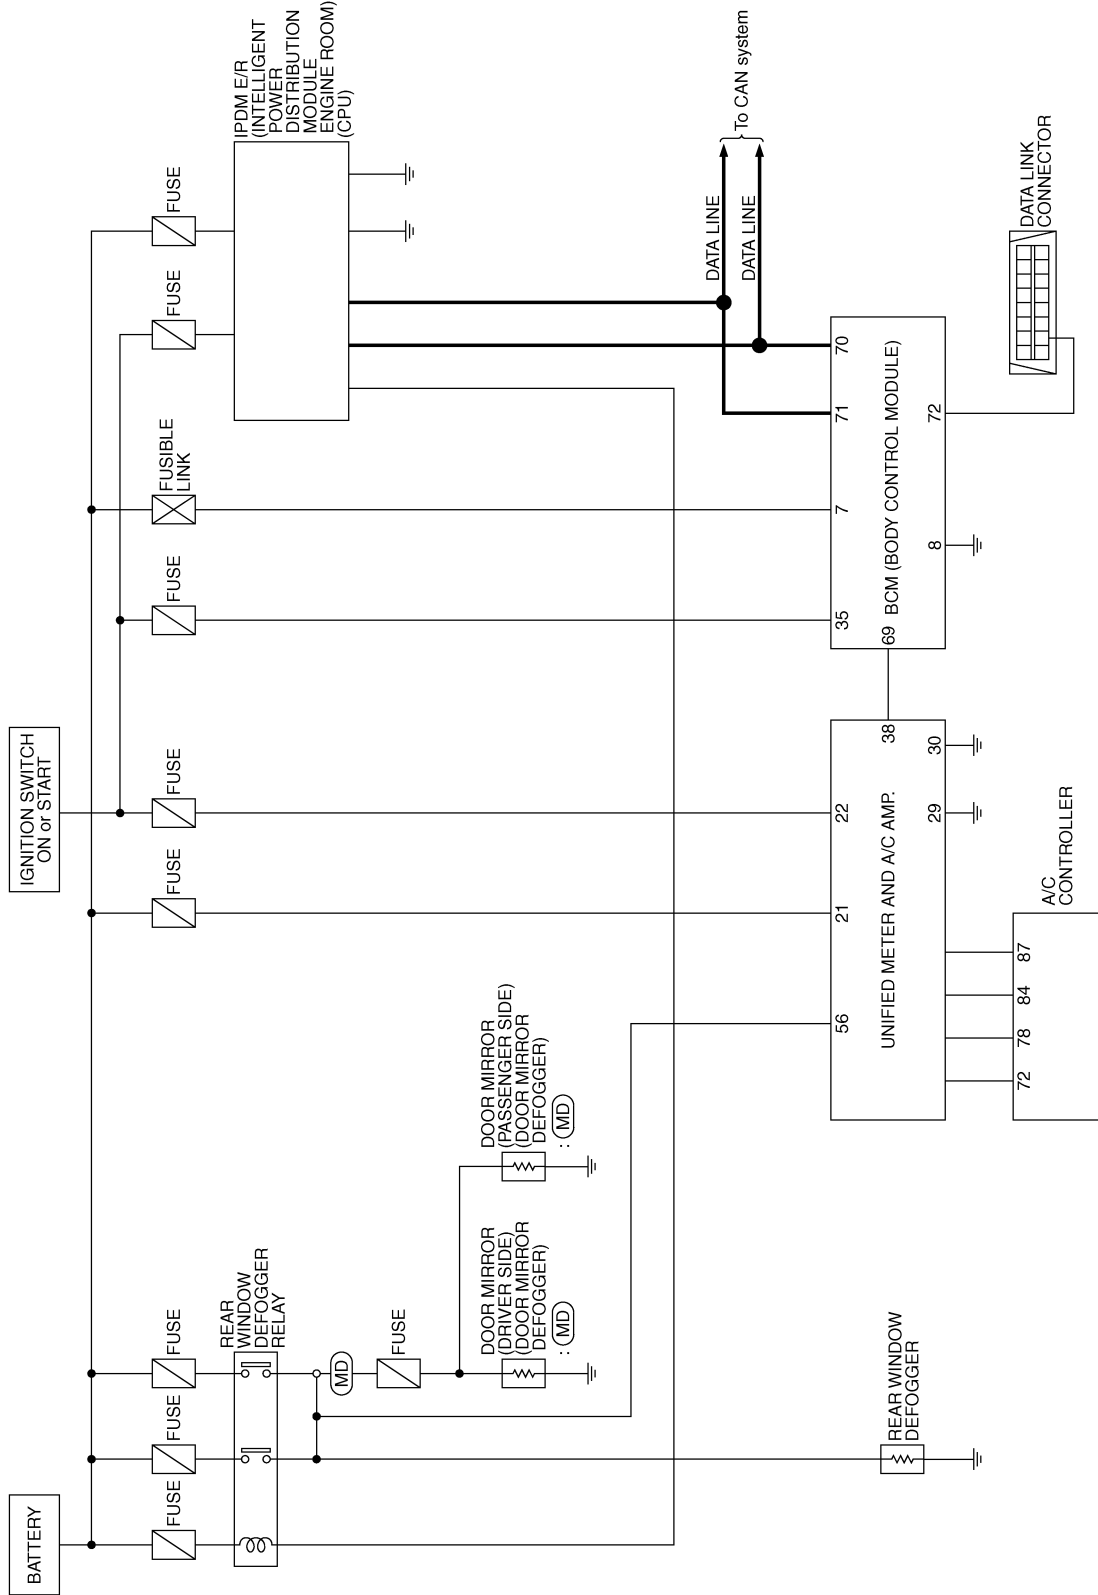 BATTERY
IGNITION SWITCH
ON or START
FUSE
FUSE
FUSE
FUSE
FUSE
FUSE
FUSIBLE
LINK
FUSE
FUSE
REAR
WINDOW
DEFOGGER
RELAY
IPDM E/R
(INTELLIGENT
POWER
DISTRIBUTION
MODULE
ENGINE ROOM)
(CPU)
MD
FUSE
DOOR MIRROR
(DRIVER SIDE)
(DOOR MIRROR
DEFOGGER)
: MD
DOOR MIRROR
(PASSENGER SIDE)
(DOOR MIRROR
DEFOGGER)
: MD
DATA LINE
DATA LINE
To CAN system
56
21
22
38
UNIFIED METER AND A/C AMP.
29
30
35
7
71
70
69
BCM (BODY CONTROL MODULE)
8
72
REAR WINDOW
DEFOGGER
72
78
84
87
A/C
CONTROLLER
DATA LINK
CONNECTOR